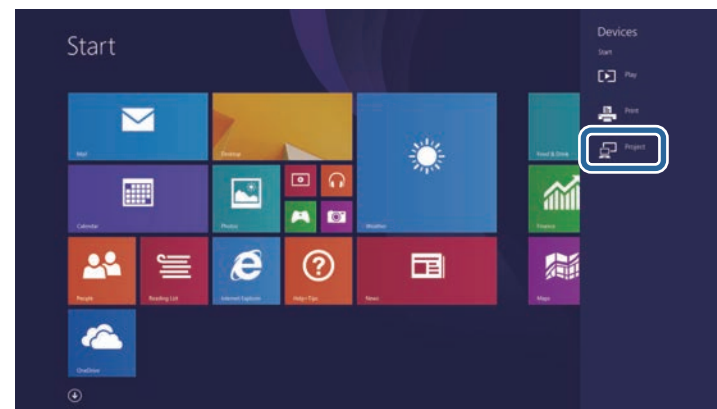 Start
Mail
Desktop
Food & Drink
Calendar
Photos
Weather
Finance
People
Reading List
Internet Explorer
Help+Tips
News
Maps
OneDrive
Devices
Start
Play
Print
Project